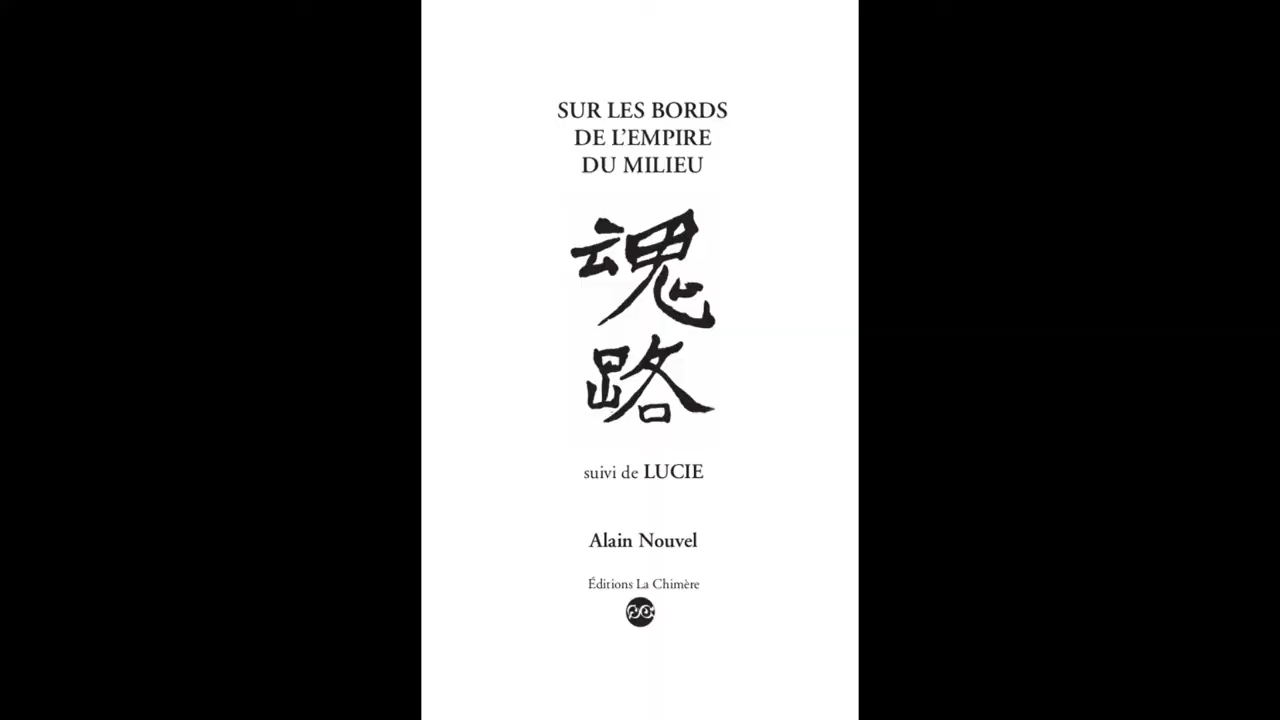 SUR LES BORDS
DE L’EMPIRE
DU MILIEU
魂
路
suivi de LUCIE
Alain Nouvel
Éditions La Chimère